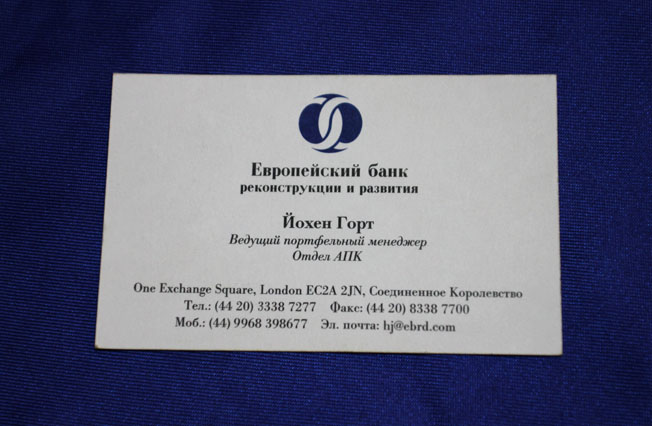 Европейский банк
реконструкции и развития
Йохен Горт
Ведущий портфельный менеджер
Отдел АПК
One Exchange Square, London EC2A 2JN, Соединенное Королевство
Тел.: (44 20) 3338 7277 Факс: (44 20) 8338 7700
Моб.: (44) 9968 398677 Эл. почта: hj@ebrd.com